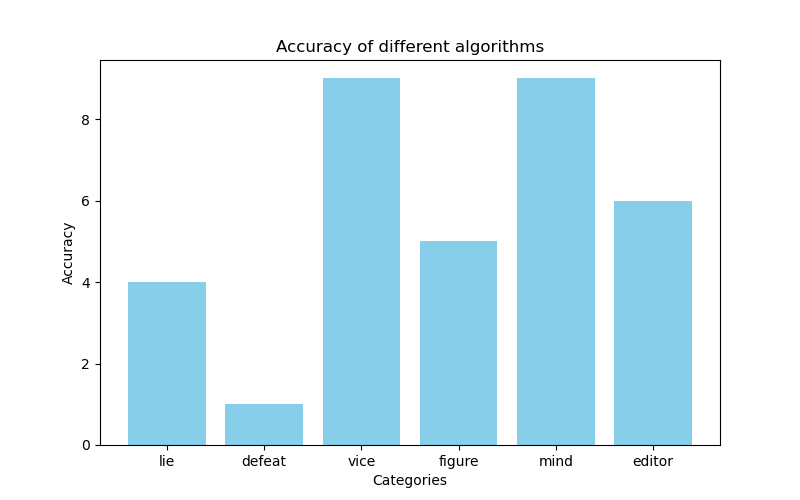 Accuracy of different algorithms
8
6
4
2
0
Accuracy
lie defeat vice figure mind editor
Categories